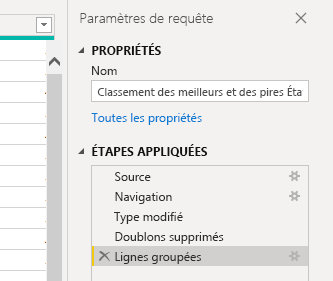 Paramètres de requête
PROPRIÉTÉS
Nom
Classement des meilleurs et des pires Éta
Toutes les propriétés
ÉTAPES APPLIQUÉES
Source
Navigation
Type modifié
Doublons supprimés
Lignes groupées